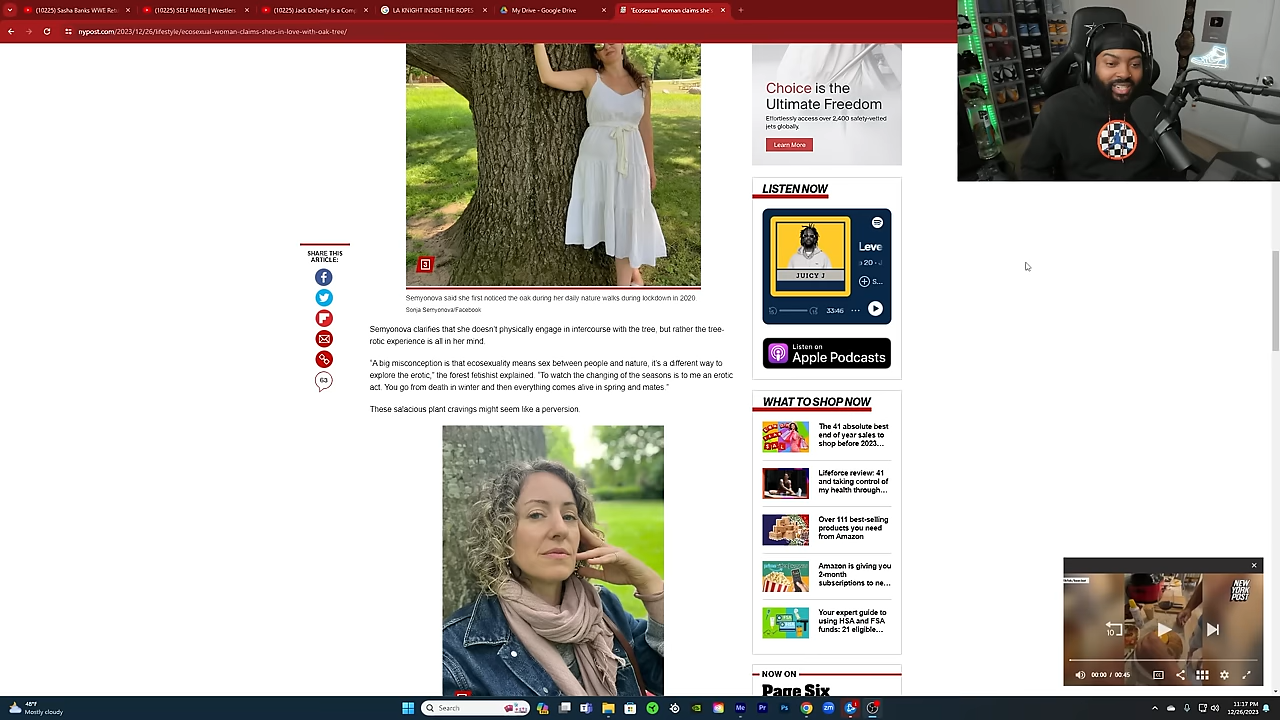 (10225) Sasha Banks WWE Ret
(10225) SELF MADE | Wrestlers
(10225) Jack Doherty Is a Com
LA KNIGHT INSIDE THE ROPES
My Drive - Google Drive
'Ecosexual' woman claims she's
nypost.com/2023/12/26/lifestyle/ecosexual-woman-claims-shes-in-love-with-oak-tree/
Choice is the
Ultimate Freedom
Effortlessly access over 2,400 safety-vetted
jets globally.
Learn More
LISTEN NOW
JUICY J
Leve
20
S...
33:46
Listen on
Apple Podcasts
SHARE THIS
ARTICLE:
63
3
Semyonova said she first noticed the oak during her daily nature walks during lockdown in 2020.
Sonja Semyonova/Facebook
Semyonova clarifies that she doesn't physically engage in intercourse with the tree, but rather the tree-
rotic experience is all in her mind.
"A big misconception is that ecosexuality means sex between people and nature, it's a different way to
explore the erotic," the forest fetishist explained. "To watch the changing of the seasons is to me an erotic
act. You go from death in winter and then everything comes alive in spring and mates."
These salacious plant cravings might seem like a perversion.
WHAT TO SHOP NOW
The 41 absolute best
end of year sales to
shop before 2023...
Lifeforce review: 41
and taking control of
my health through...
Over 111 best-selling
products you need
from Amazon
Amazon is giving you
2-month
subscriptions to ne...
Your expert guide to
using HSA and FSA
funds: 21 eligible...
NOW ON
Page Six
NEW
YORK
POST
10
00:00 / 00:45
48°F
Mostly cloudy
Search
11:17 PM
12/26/2023